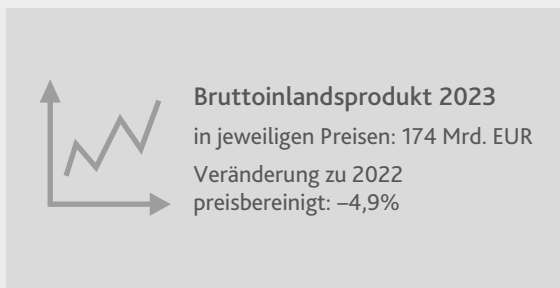 Bruttoinlandsprodukt 2023
in jeweiligen Preisen: 174 Mrd. EUR
Veränderung zu 2022
preisbereinigt: –4,9%